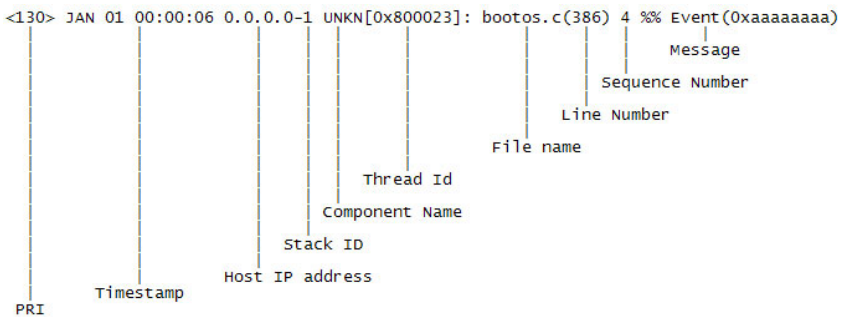 <130> JAN 01 00:00:06 0.0.0.0-1 UNKN[0x800023]: bootos.c(386) 4 %% Event(0xaaaaaaaa)
Message
Sequence Number
Line Number
File name
Thread Id
Component Name
Stack ID
Host IP address
Timestamp
PRI